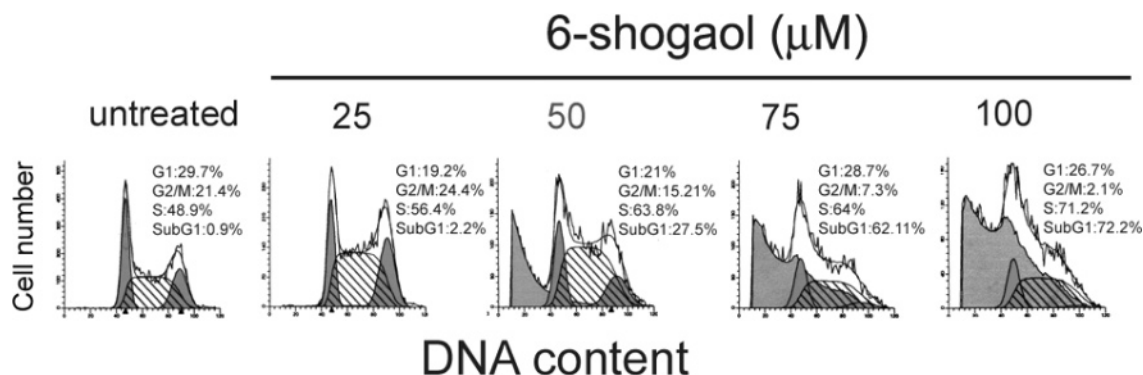 6-shogaol (μM)
untreated 25 50 75 100
G1:29.7%
G2/M:21.4%
S:48.9%
SubG1:0.9%
G1:19.2%
G2/M:24.4%
S:56.4%
SubG1:2.2%
G1:21%
G2/M:15.21%
S:63.8%
SubG1:27.5%
G1:28.7%
G2/M:7.3%
S:64%
SubG1:62.11%
G1:26.7%
G2/M:2.1%
S:71.2%
SubG1:72.2%
Cell number
DNA content